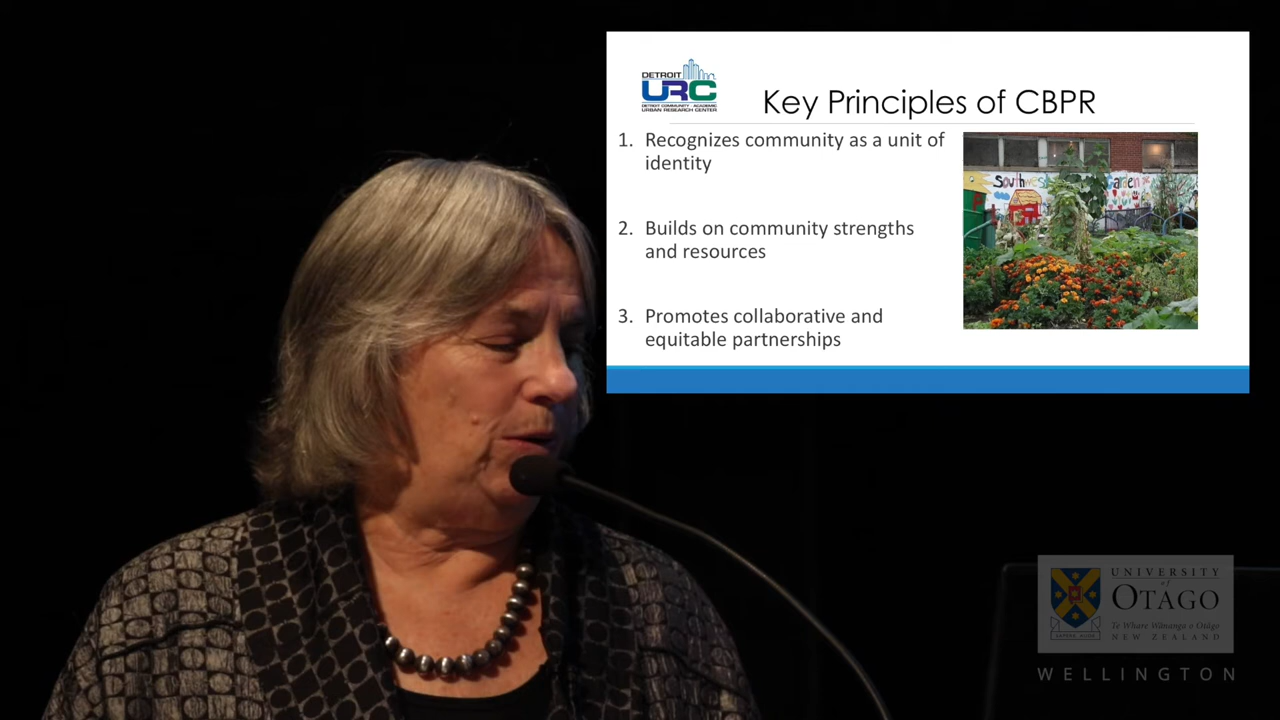 DETROIT
URC
DETROIT COMMUNITY - ACADEMIC
URBAN RESEARCH CENTER
Key Principles of CBPR
1. Recognizes community as a unit of
identity
2. Builds on community strengths
and resources
3. Promotes collaborative and
equitable partnerships
Southwest
Garden
UNIVERSITY
of
OTAGO
Te Whare Wānanga o Otāgo
NEW ZEALAND
WELLINGTON